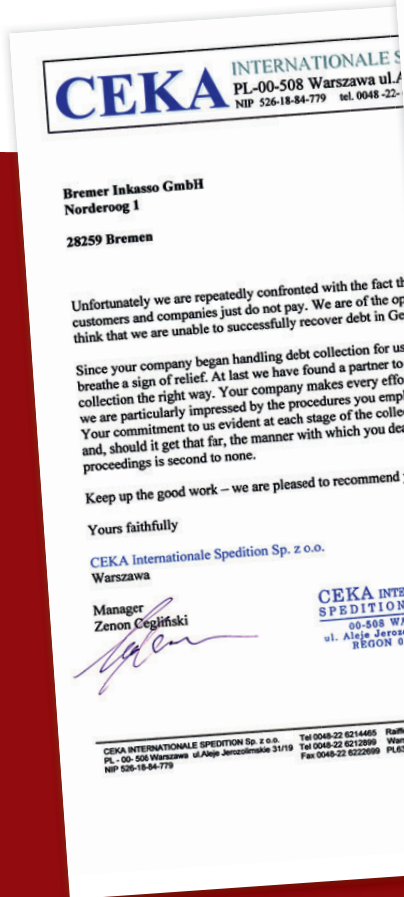 CEKA
INTERNATIONALE S
PL-00-508 Warszawa ul.A
NIP 526-18-84-779 tel. 0048 -22-
Bremer Inkasso GmbH
Norderoog 1
28259 Bremen
Unfortunately we are repeatedly confronted with the fact th
customers and companies just do not pay. We are of the op
think that we are unable to successfully recover debt in Ge
Since your company began handling debt collection for us
breathe a sign of relief. At last we have found a partner to
collection the right way. Your company makes every effo
we are particularly impressed by the procedures you empl
Your commitment to us evident at each stage of the collec
and, should it get that far, the manner with which you dea
proceedings is second to none.
Keep up the good work – we are pleased to recommend y
Yours faithfully
CEKA Internationale Spedition Sp. z o.o.
Warszawa
Manager
Zenon Cegliński
CEKA INTE
SPEDITION
00-508 WA
ul. Aleje Jeroz
REGON 0
CEKA INTERNATIONALE SPEDITION Sp. z o.o. Tel 0048-22 6214465 Raiffe
PL - 00- 508 Warszawa ul.Aleje Jerozolimskie 31/19 Tel 0048-22 6212899 Wars
NIP 526-18-84-779 Fax 0048-22 6222699 PL63